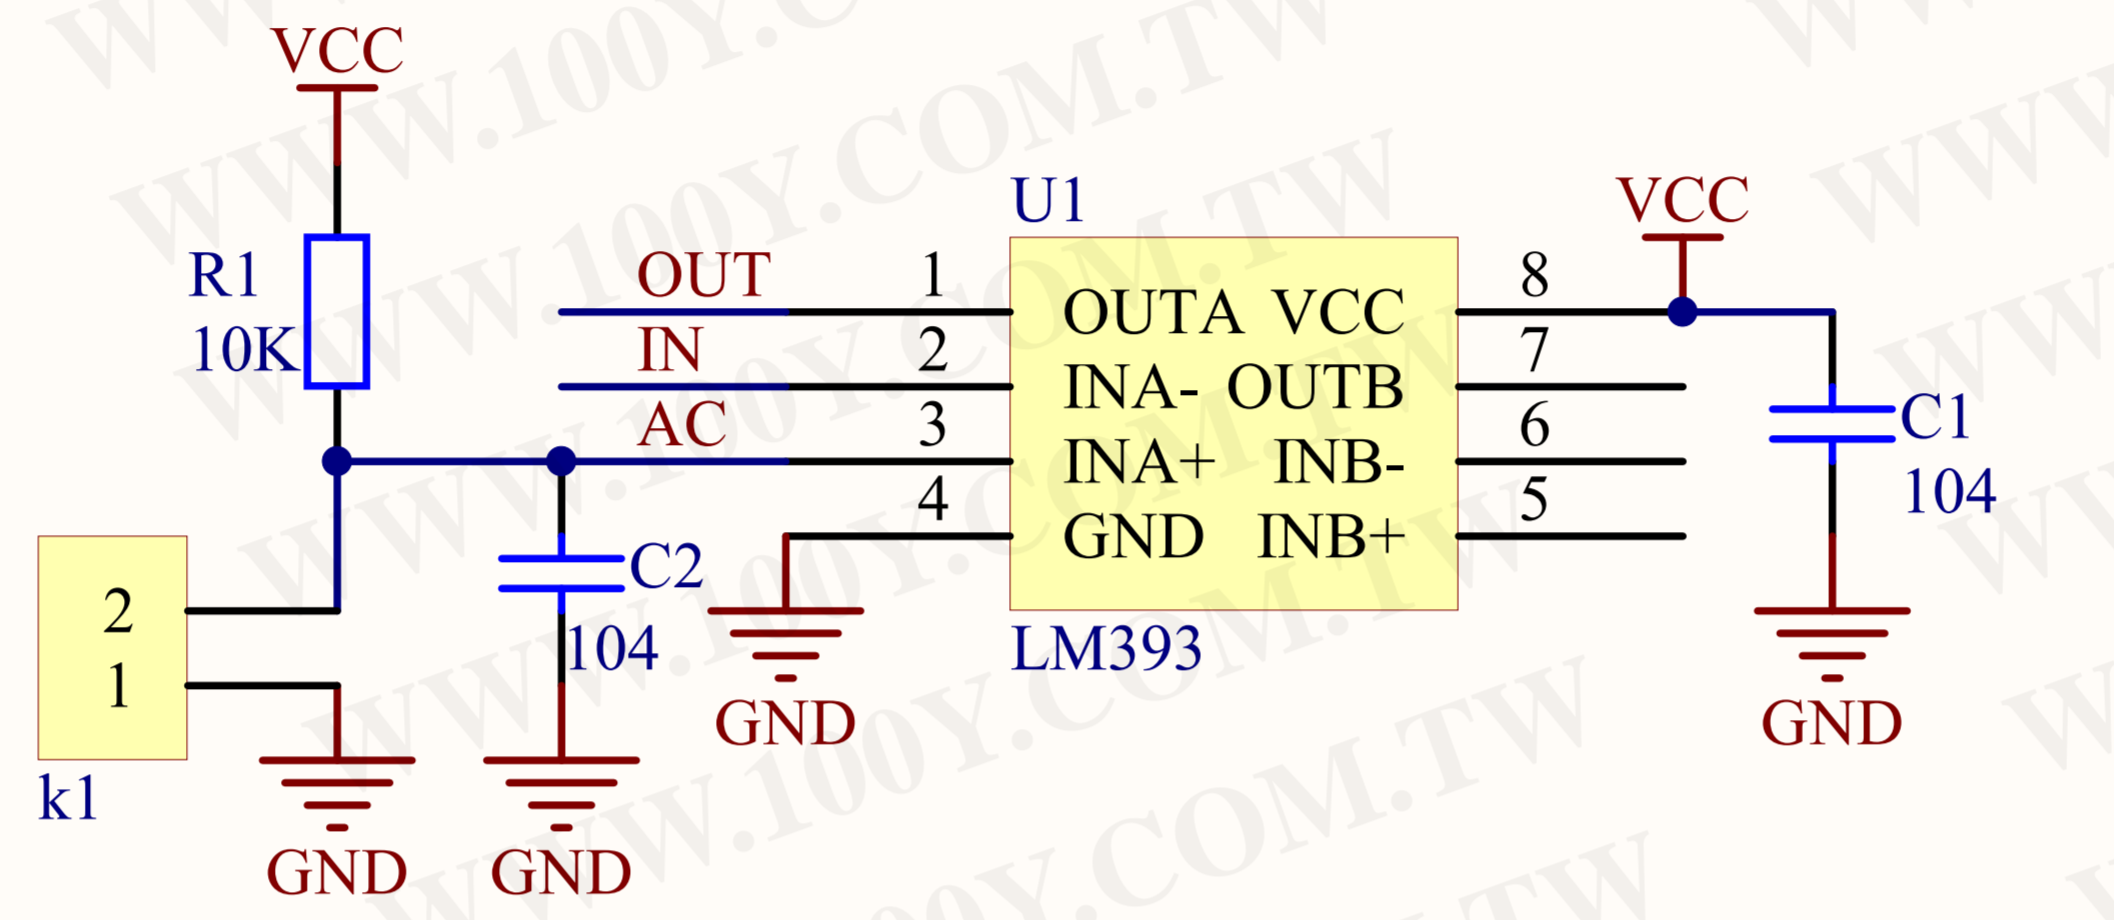 VCC
R1
10K
OUT
IN
AC
1
2
3
4
U1
OUTA VCC
INA- OUTB
INA+ INB-
GND INB+
LM393
8
7
6
5
VCC
C1
104
GND
C2
104
GND
2
1
k1
GND
GND
WWW.100Y.COM.TW